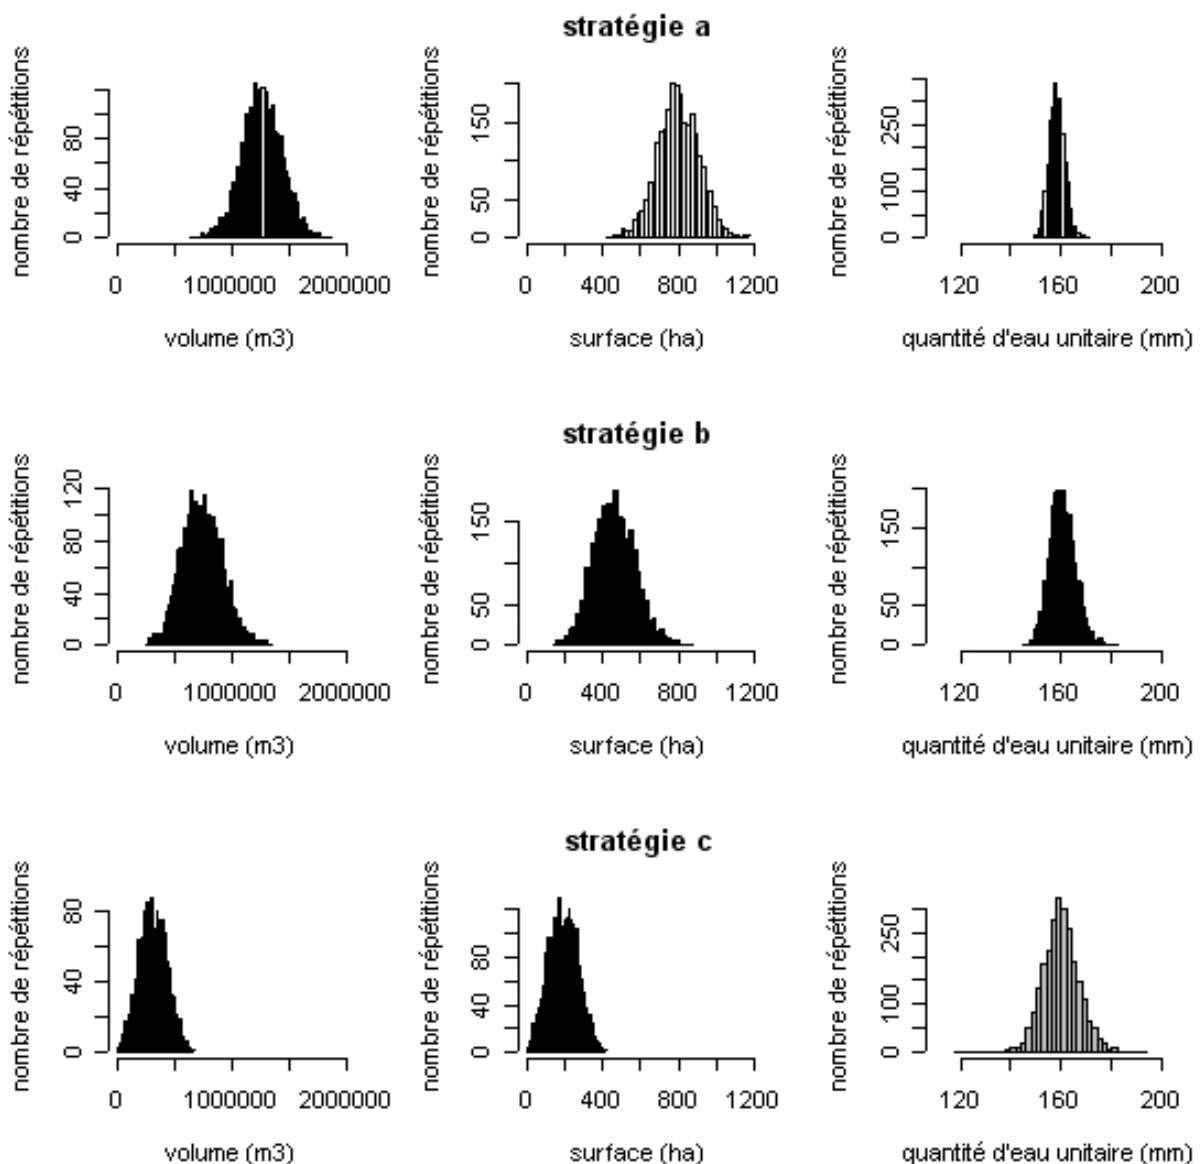 stratégie a
nombre de répétitions
0 40 80
0 1000000 2000000
volume (m3)
nombre de répétitions
0 50 150
0 400 800 1200
surface (ha)
nombre de répétitions
0 100 250
120 160 200
quantité d'eau unitaire (mm)
stratégie b
nombre de répétitions
0 40 80 120
0 1000000 2000000
volume (m3)
nombre de répétitions
0 50 150
0 400 800 1200
surface (ha)
nombre de répétitions
0 50 150
120 160 200
quantité d'eau unitaire (mm)
stratégie c
nombre de répétitions
0 40 80
0 1000000 2000000
volume (m3)
nombre de répétitions
0 40 80
0 400 800 1200
surface (ha)
nombre de répétitions
0 100 250
120 160 200
quantité d'eau unitaire (mm)